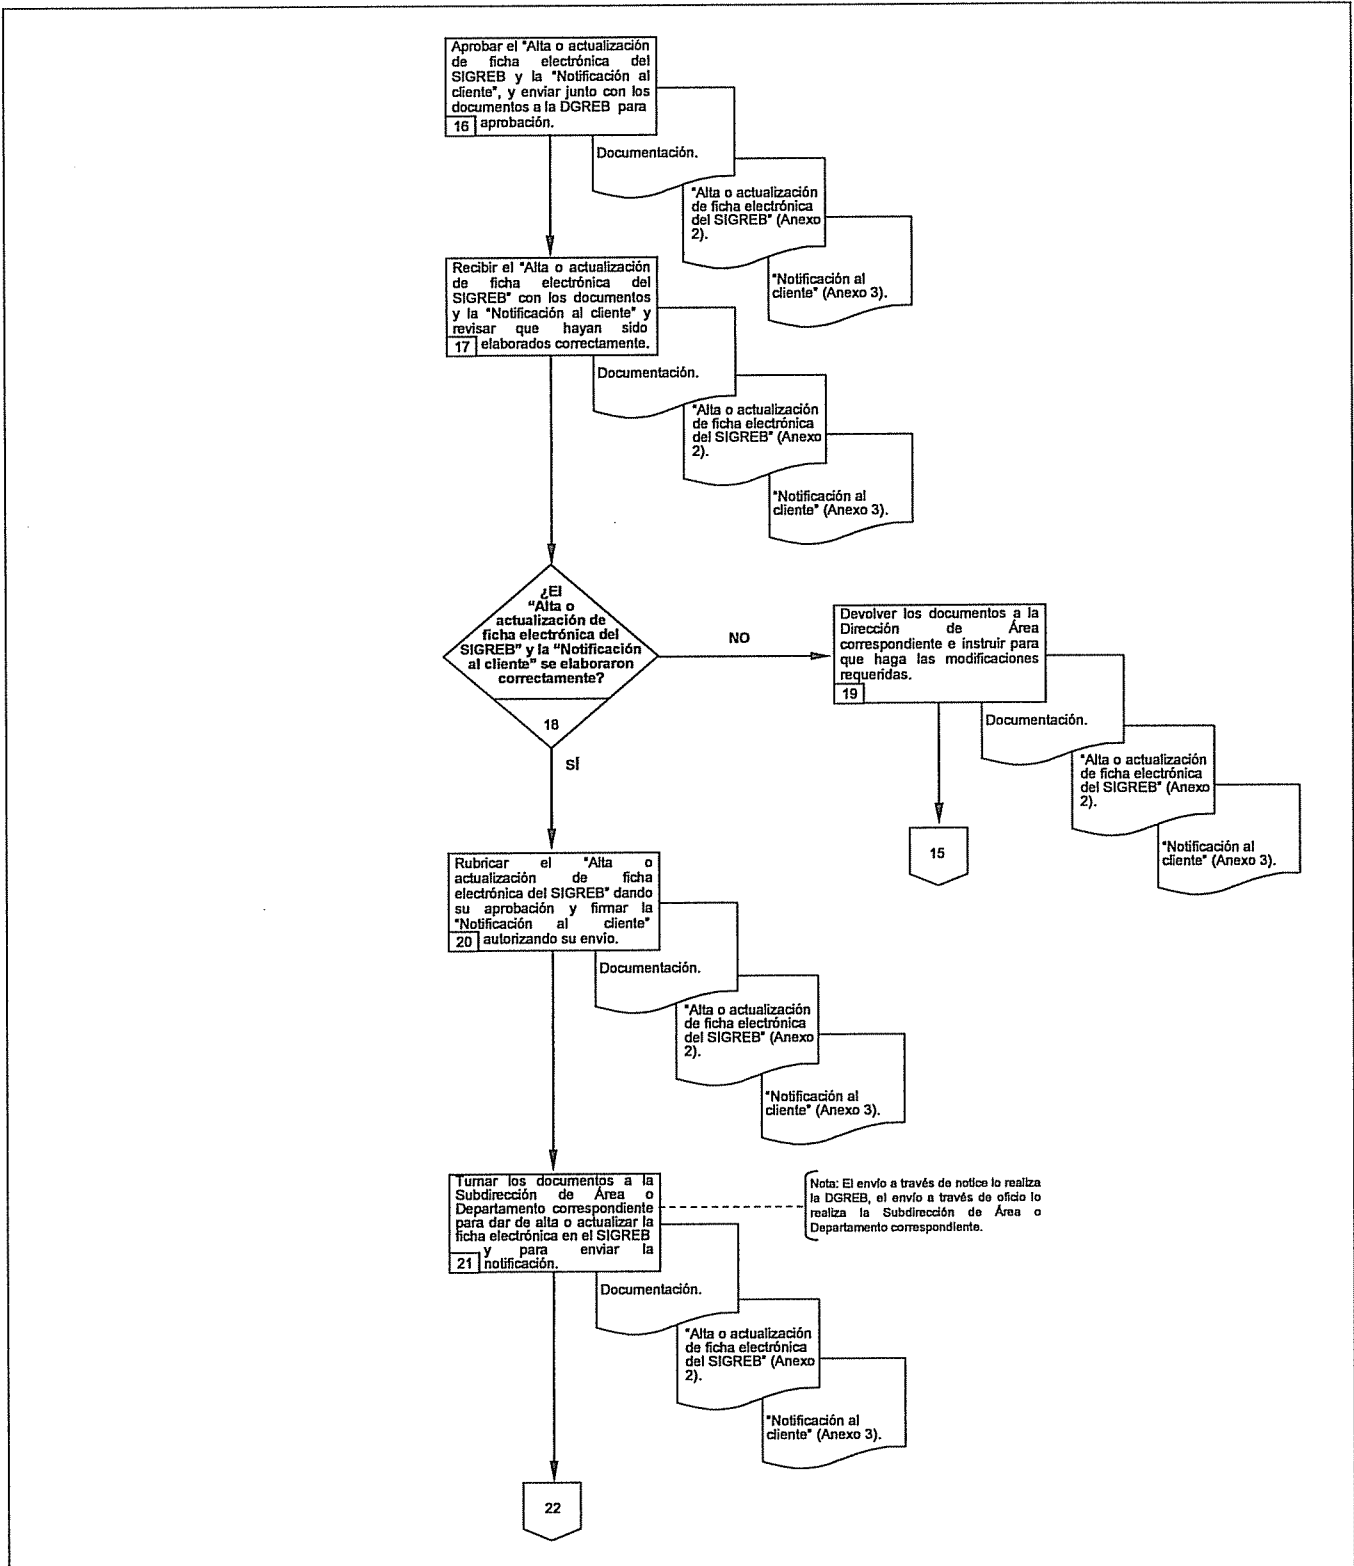 Aprobar el "Alta o actualización
de ficha electrónica del
SIGREB y la "Notificación al
cliente", y enviar junto con los
documentos a la DGREB para
16 aprobación.
Documentación.
"Alta o actualización
de ficha electrónica
del SIGREB" (Anexo
2).
"Notificación al
cliente" (Anexo 3).
Recibir el "Alta o actualización
de ficha electrónica del
SIGREB" con los documentos
y la "Notificación al cliente" y
revisar que hayan sido
17 elaborados correctamente.
Documentación.
"Alta o actualización
de ficha electrónica
del SIGREB" (Anexo
2).
"Notificación al
cliente" (Anexo 3).
¿El
“Alta o
actualización de
ficha electrónica del
SIGREB” y la “Notificación
al cliente” se elaboraron
correctamente?
18
NO
SÍ
Devolver los documentos a la
Dirección de Área
correspondiente e instruir para
que haga las modificaciones
requeridas.
19
Documentación.
"Alta o actualización
de ficha electrónica
del SIGREB" (Anexo
2).
"Notificación al
cliente" (Anexo 3).
15
Rubricar el "Alta o
actualización de ficha
electrónica del SIGREB" dando
su aprobación y firmar la
"Notificación al cliente"
20 autorizando su envío.
Documentación.
"Alta o actualización
de ficha electrónica
del SIGREB" (Anexo
2).
"Notificación al
cliente" (Anexo 3).
Turnar los documentos a la
Subdirección de Área o
Departamento correspondiente
para dar de alta o actualizar la
ficha electrónica en el SIGREB
y para enviar la
21 notificación.
Nota: El envío a través de notice lo realiza
la DGREB, el envío a través de oficio lo
realiza la Subdirección de Área o
Departamento correspondiente.
Documentación.
"Alta o actualización
de ficha electrónica
del SIGREB" (Anexo
2).
"Notificación al
cliente" (Anexo 3).
22